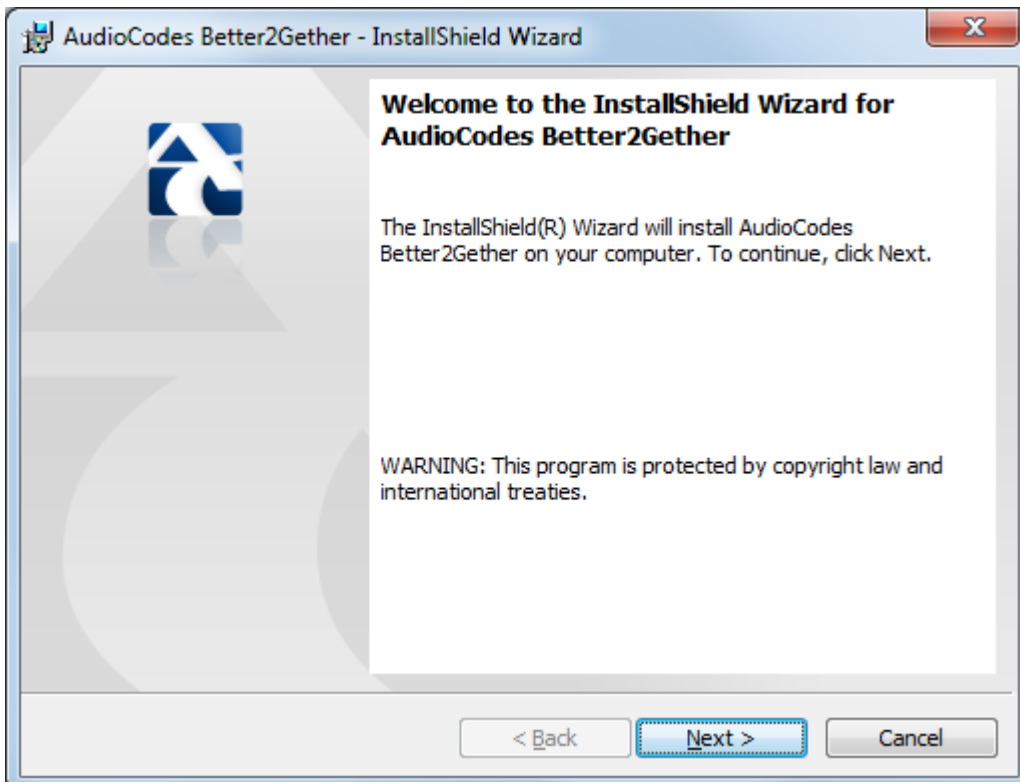 AudioCodes Better2Gether - InstallShield Wizard
Welcome to the InstallShield Wizard for
AudioCodes Better2Gether
The InstallShield(R) Wizard will install AudioCodes
Better2Gether on your computer. To continue, click Next.
WARNING: This program is protected by copyright law and
international treaties.
< Back Next > Cancel